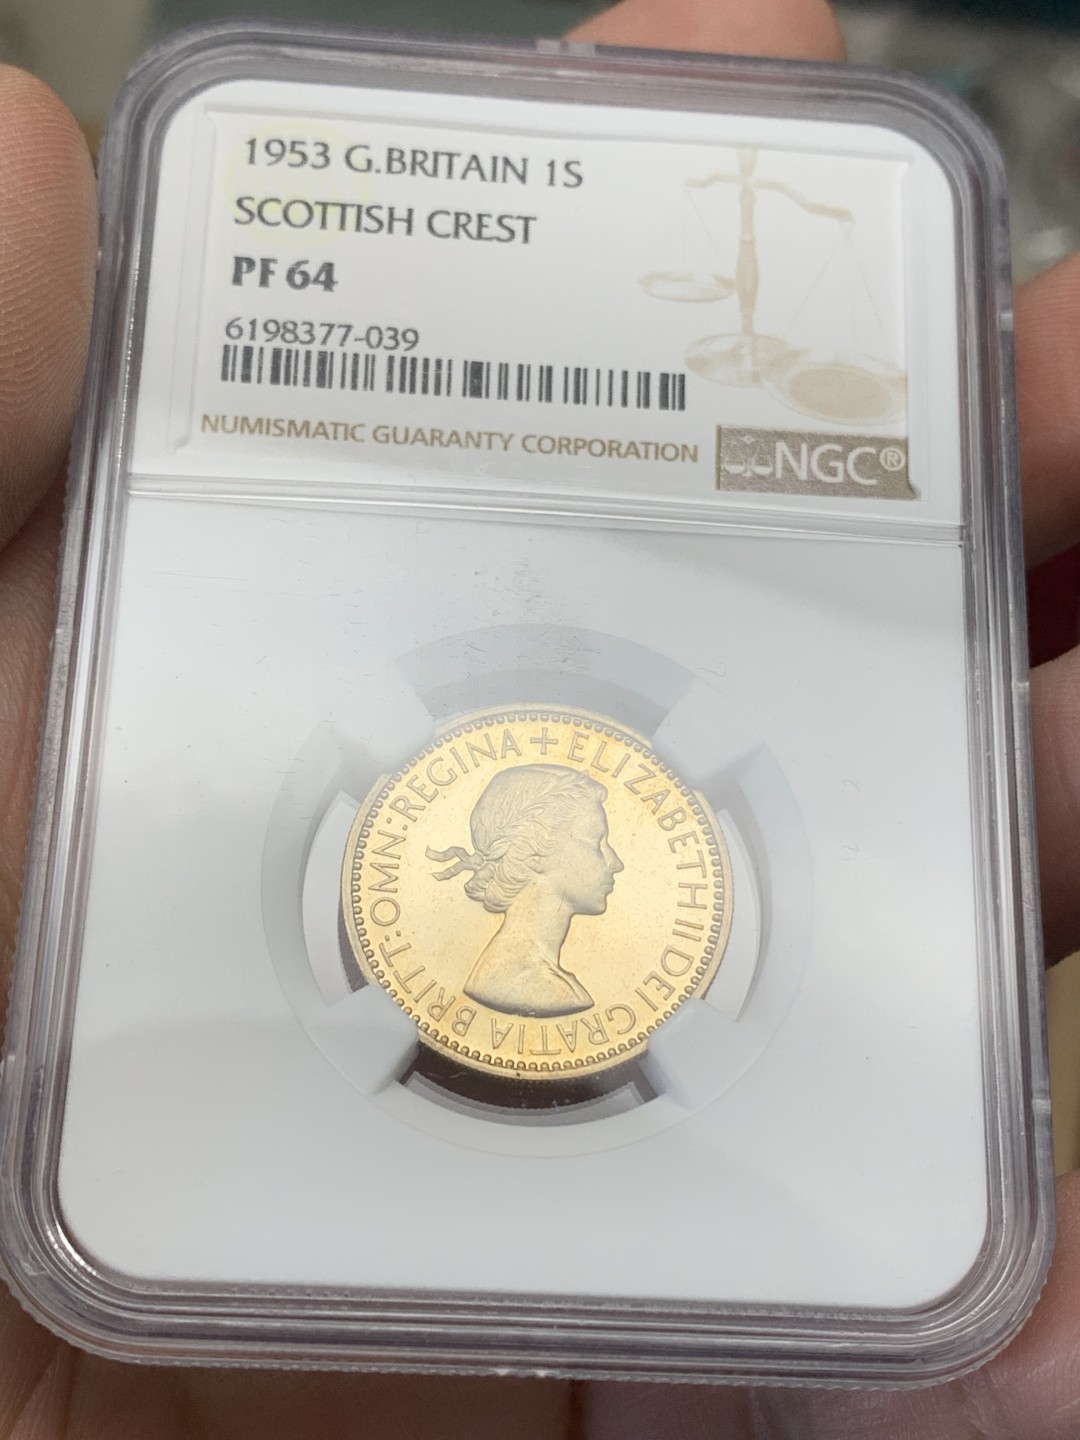 1953 G.BRITAIN 1S
SCOTTISH CREST
PF 64
6198377-039
NUMISMATIC GUARANTY CORPORATION
NGC®
+ ELIZABETH II DEI GRATIA BRITT:OMN:REGINA